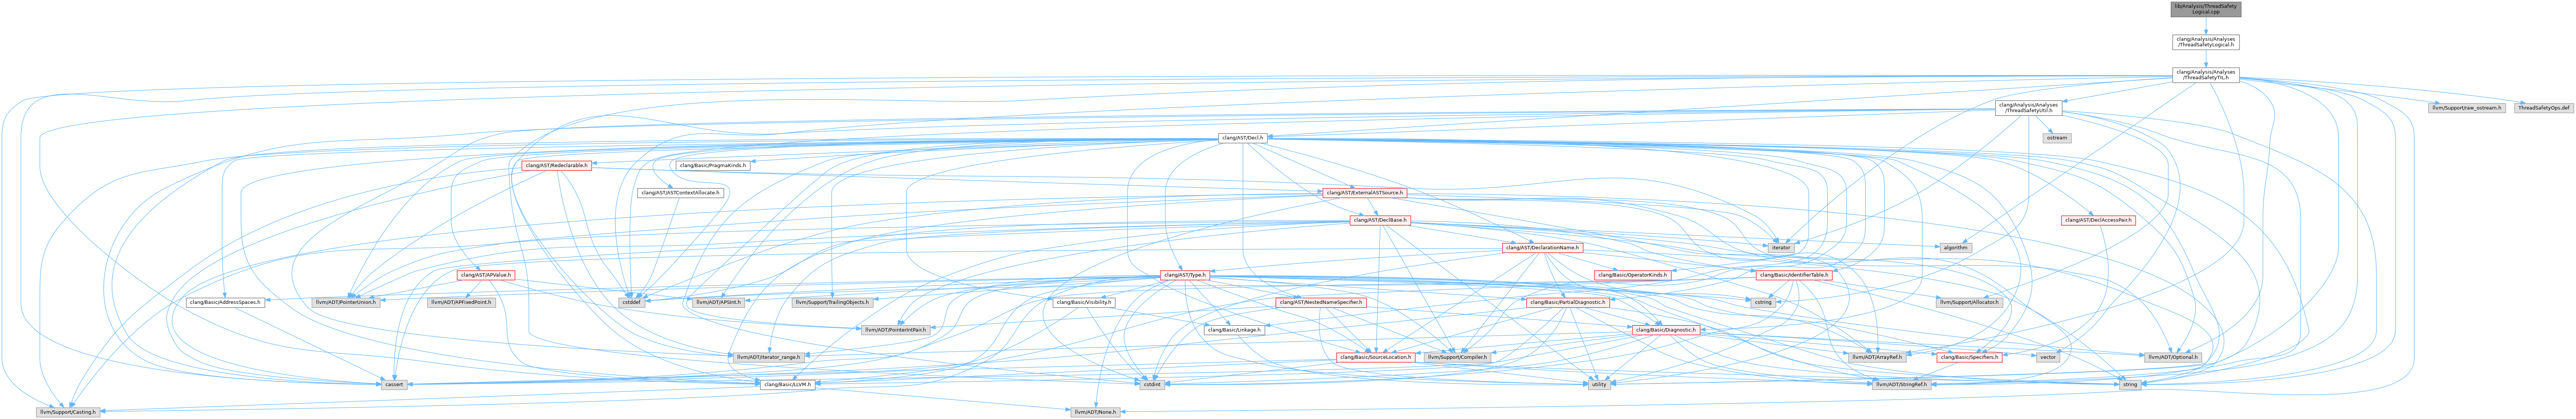 lib/Analysis/ThreadSafety
Logical.cpp
clang/Analysis/Analyses
/ThreadSafetyLogical.h
clang/Analysis/Analyses
/ThreadSafetyTIL.h
clang/Analysis/Analyses
/ThreadSafetyUtil.h
llvm/Support/raw_ostream.h
ThreadSafetyOps.def
clang/AST/Decl.h
ostream
clang/AST/Redeclarable.h
clang/Basic/PragmaKinds.h
clang/AST/ASTContextAllocate.h
clang/AST/ExternalASTSource.h
clang/AST/DeclBase.h
clang/AST/DeclAccessPair.h
clang/AST/DeclarationName.h
iterator
algorithm
clang/AST/APValue.h
clang/AST/Type.h
clang/Basic/OperatorKinds.h
clang/Basic/IdentifierTable.h
clang/Basic/AddressSpaces.h
llvm/ADT/PointerUnion.h
llvm/ADT/APFixedPoint.h
cstddef
llvm/ADT/APSInt.h
llvm/Support/TrailingObjects.h
clang/Basic/Visibility.h
clang/AST/NestedNameSpecifier.h
clang/Basic/PartialDiagnostic.h
cstring
llvm/Support/Allocator.h
llvm/ADT/PointerIntPair.h
clang/Basic/Linkage.h
clang/Basic/Diagnostic.h
llvm/ADT/iterator_range.h
clang/Basic/SourceLocation.h
llvm/Support/Compiler.h
llvm/ADT/ArrayRef.h
clang/Basic/Specifiers.h
vector
llvm/ADT/Optional.h
cassert
clang/Basic/LLVM.h
cstdint
utility
llvm/ADT/StringRef.h
string
llvm/Support/Casting.h
llvm/ADT/None.h